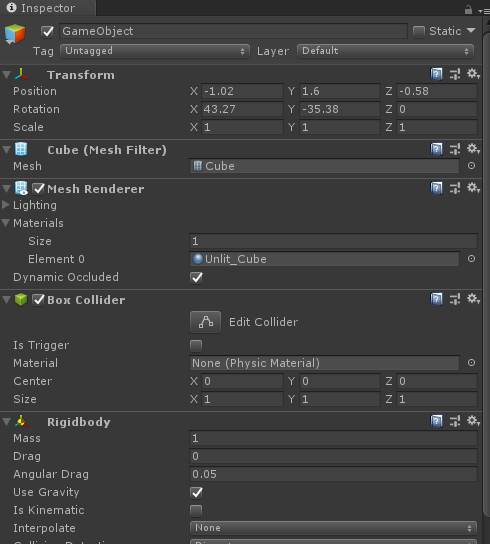 Inspector
GameObject Static
Tag Untagged Layer Default
Transform
Position X -1.02 Y 1.6 Z -0.58
Rotation X 43.27 Y -35.38 Z 0
Scale X 1 Y 1 Z 1
Cube (Mesh Filter)
Mesh Cube
Mesh Renderer
Lighting
Materials
Size 1
Element 0 Unlit_Cube
Dynamic Occluded
Box Collider
Edit Collider
Is Trigger
Material None (Physic Material)
Center X 0 Y 0 Z 0
Size X 1 Y 1 Z 1
Rigidbody
Mass 1
Drag 0
Angular Drag 0.05
Use Gravity
Is Kinematic
Interpolate None